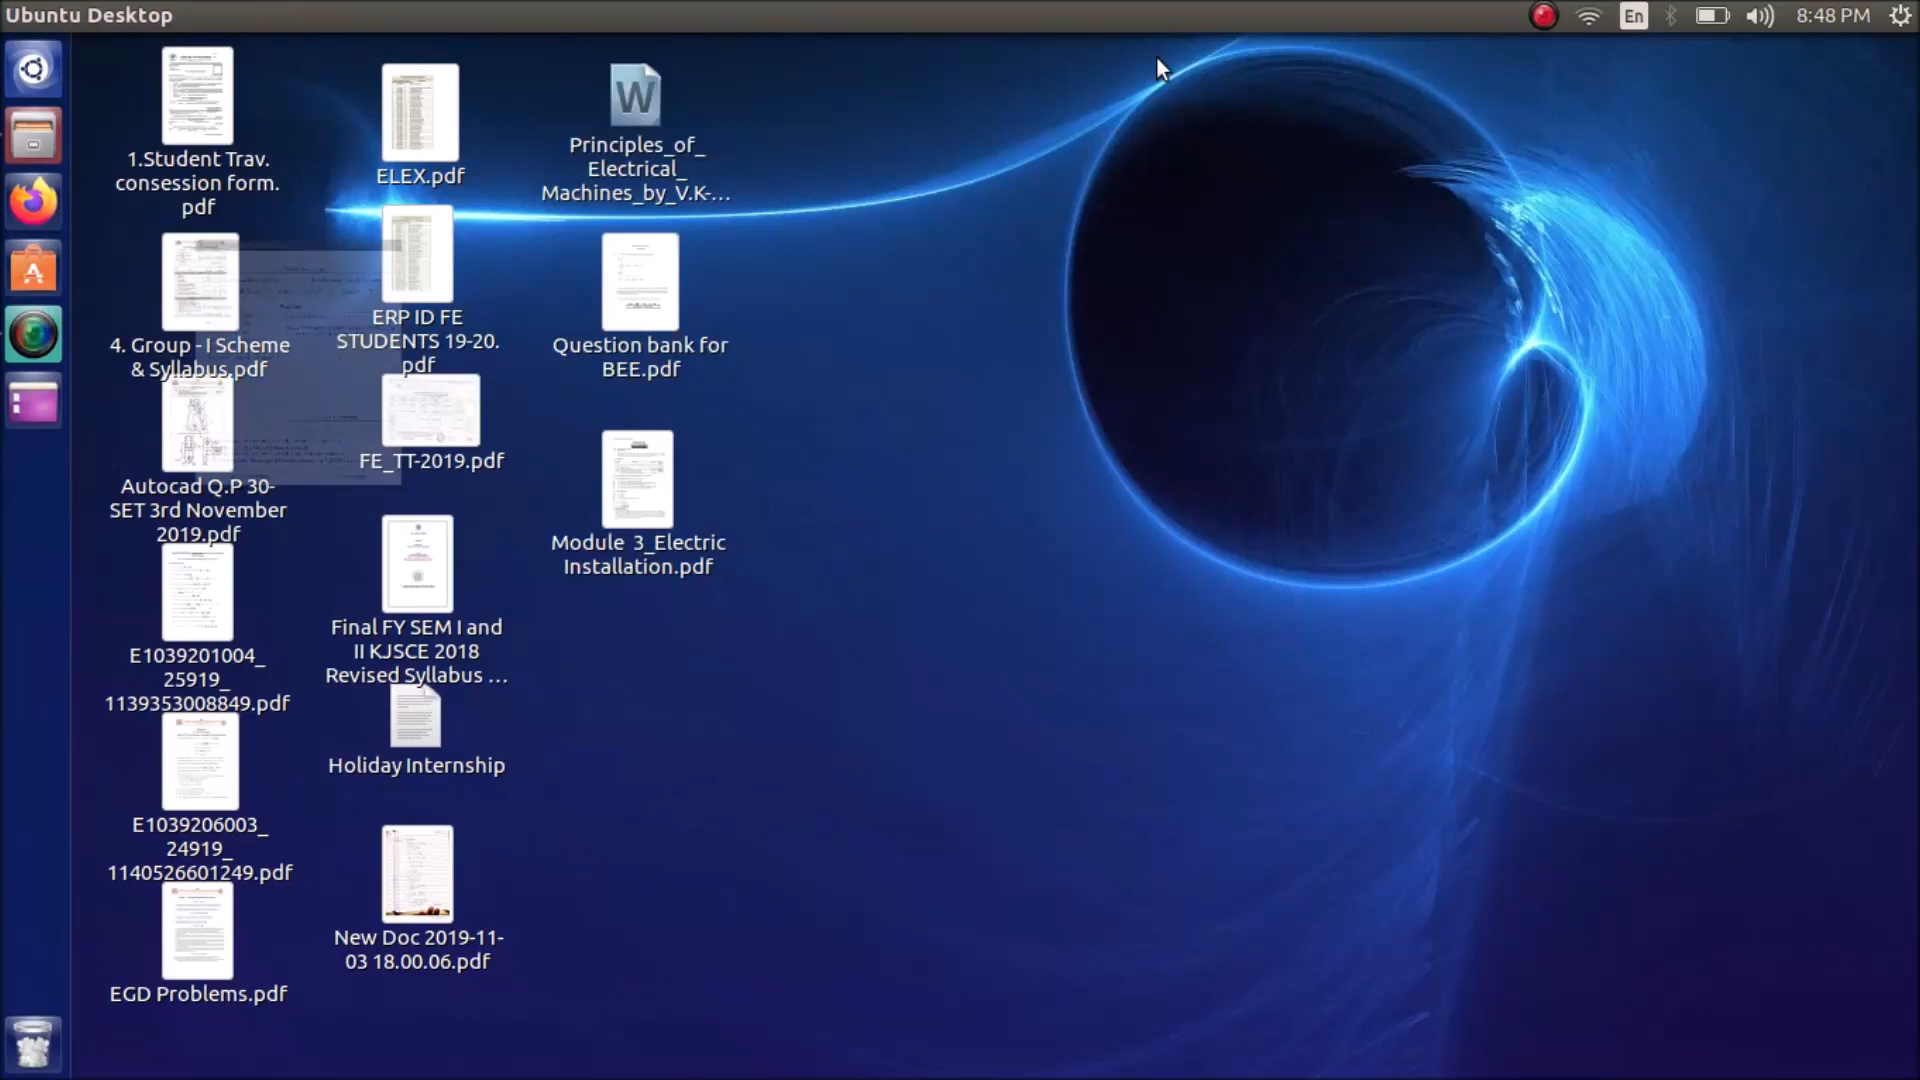 Ubuntu Desktop
En
8:48 PM
1.Student Trav.
consession form.
pdf
4. Group - I Scheme
& Syllabus.pdf
Autocad Q.P 30-
SET 3rd November
2019.pdf
E1039201004_
25919_
1139353008849.pdf
E1039206003_
24919_
1140526601249.pdf
EGD Problems.pdf
ELEX.pdf
ERP ID FE
STUDENTS 19-20.
pdf
FE_TT-2019.pdf
Final FY SEM I and
II KJSCE 2018
Revised Syllabus ...
Holiday Internship
New Doc 2019-11-
03 18.00.06.pdf
W
Principles_of_
Electrical_
Machines_by_V.K-...
Question bank for
BEE.pdf
Module 3_Electric
Installation.pdf